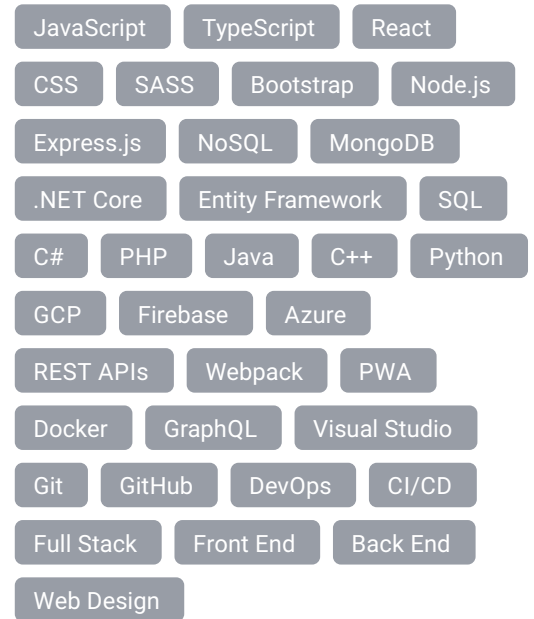 JavaScript TypeScript React
CSS SASS Bootstrap Node.js
Express.js NoSQL MongoDB
.NET Core Entity Framework SQL
C# PHP Java C++ Python
GCP Firebase Azure
REST APIs Webpack PWA
Docker GraphQL Visual Studio
Git GitHub DevOps CI/CD
Full Stack Front End Back End
Web Design